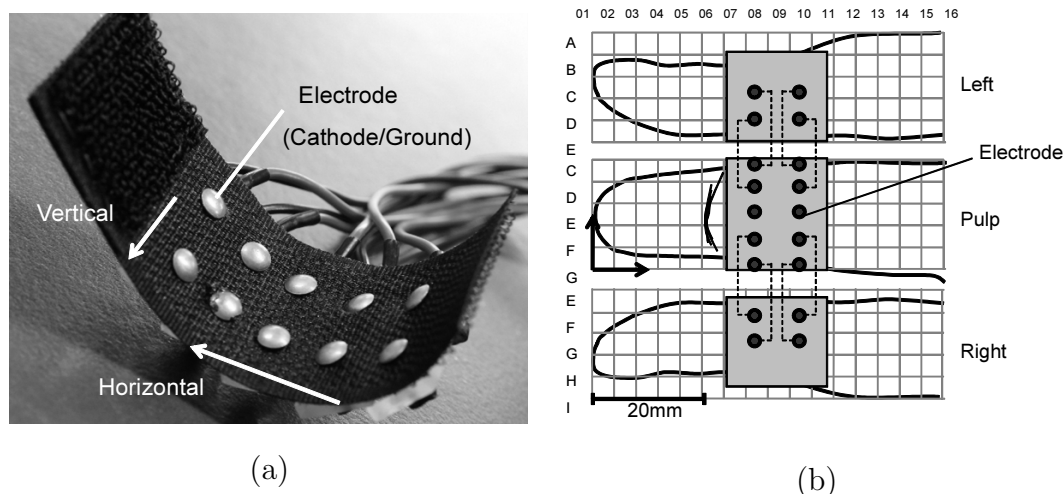 Electrode
(Cathode/Ground)
Vertical
Horizontal
(a)
01 02 03 04 05 06 07 08 09 10 11 12 13 14 15 16
A
B
C
D
E
Left
C
D
E
F
G
Electrode
Pulp
E
F
G
H
I
Right
20mm
(b)